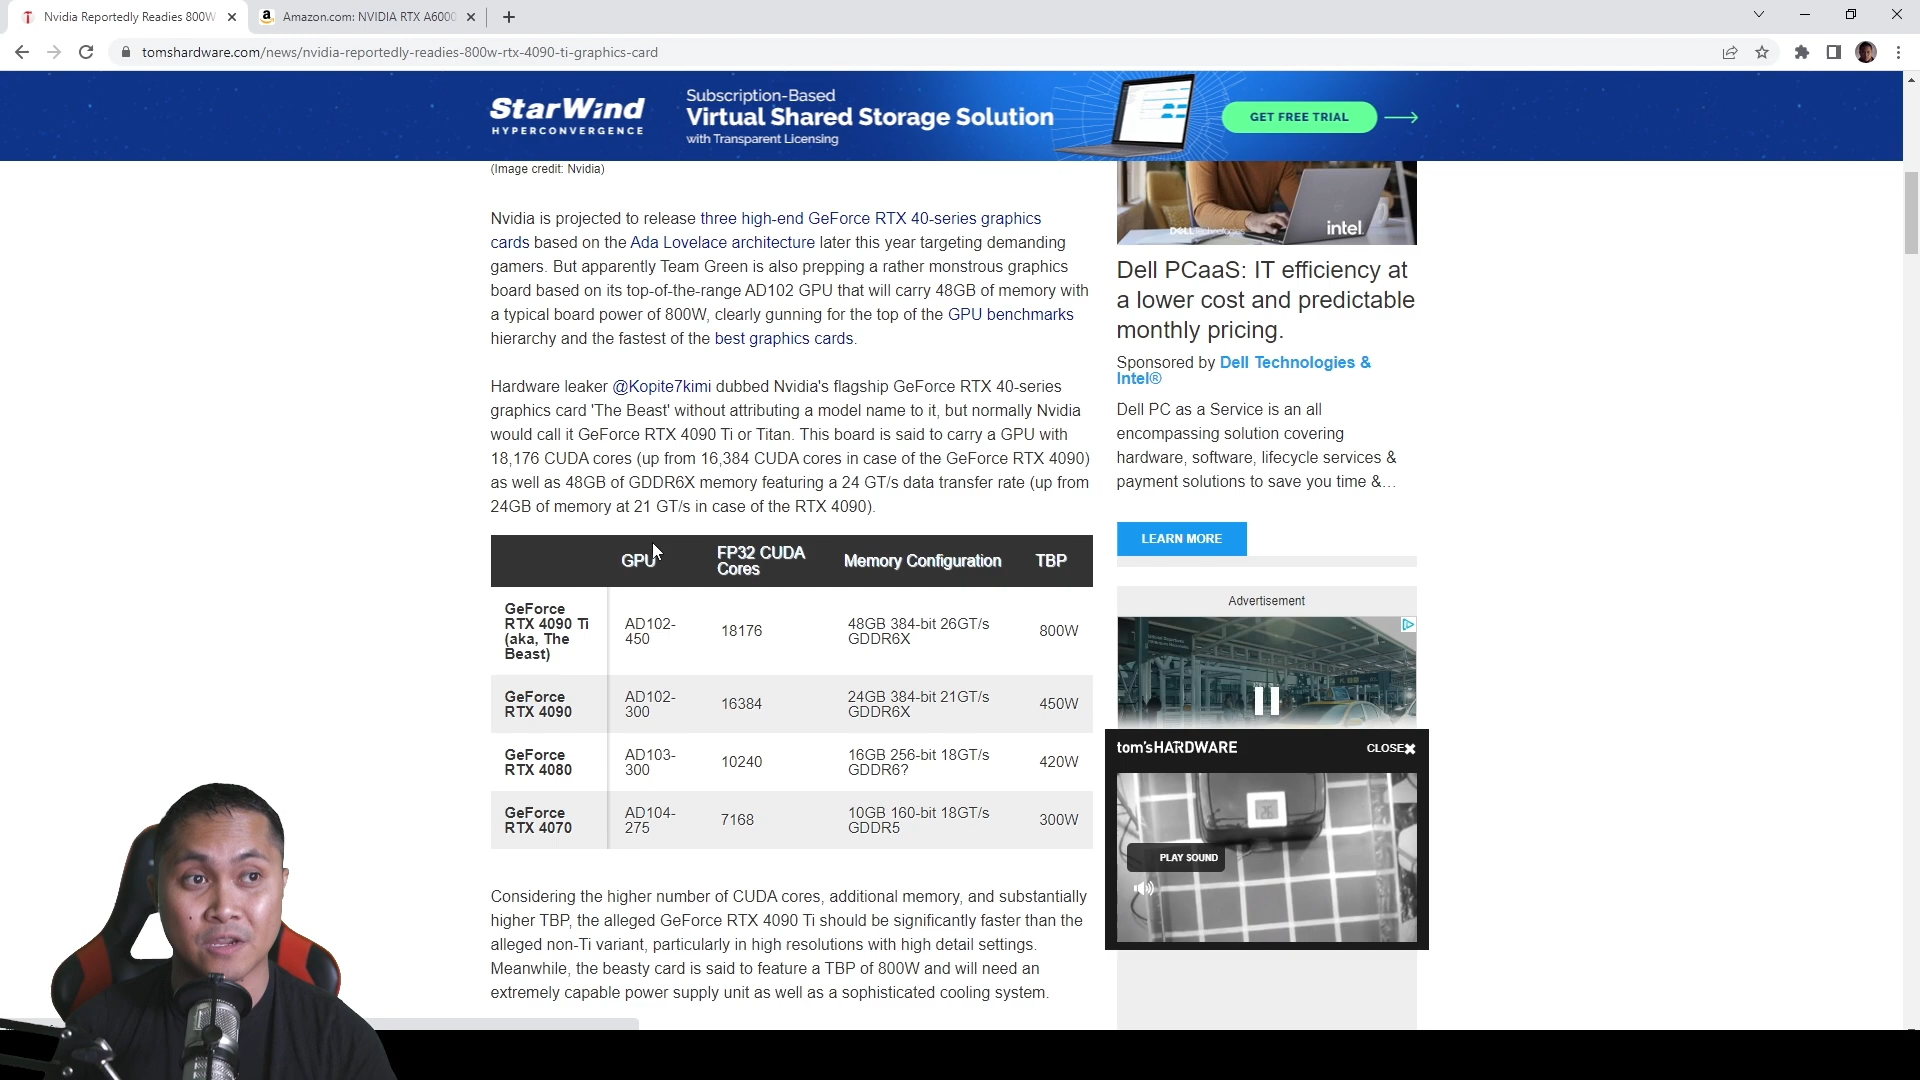 Nvidia Reportedly Readies 800W
Amazon.com: NVIDIA RTX A6000
tomshardware.com/news/nvidia-reportedly-readies-800w-rtx-4090-ti-graphics-card
StarWind
HYPERCONVERGENCE
Subscription-Based
Virtual Shared Storage Solution
with Transparent Licensing
GET FREE TRIAL
(Image credit: Nvidia)
Nvidia is projected to release three high-end GeForce RTX 40-series graphics
cards based on the Ada Lovelace architecture later this year targeting demanding
gamers. But apparently Team Green is also prepping a rather monstrous graphics
board based on its top-of-the-range AD102 GPU that will carry 48GB of memory with
a typical board power of 800W, clearly gunning for the top of the GPU benchmarks
hierarchy and the fastest of the best graphics cards.
Hardware leaker @Kopite7kimi dubbed Nvidia's flagship GeForce RTX 40-series
graphics card 'The Beast' without attributing a model name to it, but normally Nvidia
would call it GeForce RTX 4090 Ti or Titan. This board is said to carry a GPU with
18,176 CUDA cores (up from 16,384 CUDA cores in case of the GeForce RTX 4090)
as well as 48GB of GDDR6X memory featuring a 24 GT/s data transfer rate (up from
24GB of memory at 21 GT/s in case of the RTX 4090).
GPU
FP32 CUDA
Cores
Memory Configuration
TBP
GeForce
RTX 4090 Ti
(aka, The
Beast)
AD102-
450
18176
48GB 384-bit 26GT/s
GDDR6X
800W
GeForce
RTX 4090
AD102-
300
16384
24GB 384-bit 21GT/s
GDDR6X
450W
GeForce
RTX 4080
AD103-
300
10240
16GB 256-bit 18GT/s
GDDR6?
420W
GeForce
RTX 4070
AD104-
275
7168
10GB 160-bit 18GT/s
GDDR5
300W
Considering the higher number of CUDA cores, additional memory, and substantially
higher TBP, the alleged GeForce RTX 4090 Ti should be significantly faster than the
alleged non-Ti variant, particularly in high resolutions with high detail settings.
Meanwhile, the beasty card is said to feature a TBP of 800W and will need an
extremely capable power supply unit as well as a sophisticated cooling system.
DELL Technologies
intel.
Dell PCaaS: IT efficiency at
a lower cost and predictable
monthly pricing.
Sponsored by Dell Technologies &
Intel®
Dell PC as a Service is an all
encompassing solution covering
hardware, software, lifecycle services &
payment solutions to save you time &...
LEARN MORE
Advertisement
tom'sHARDWARE
CLOSE
PLAY SOUND